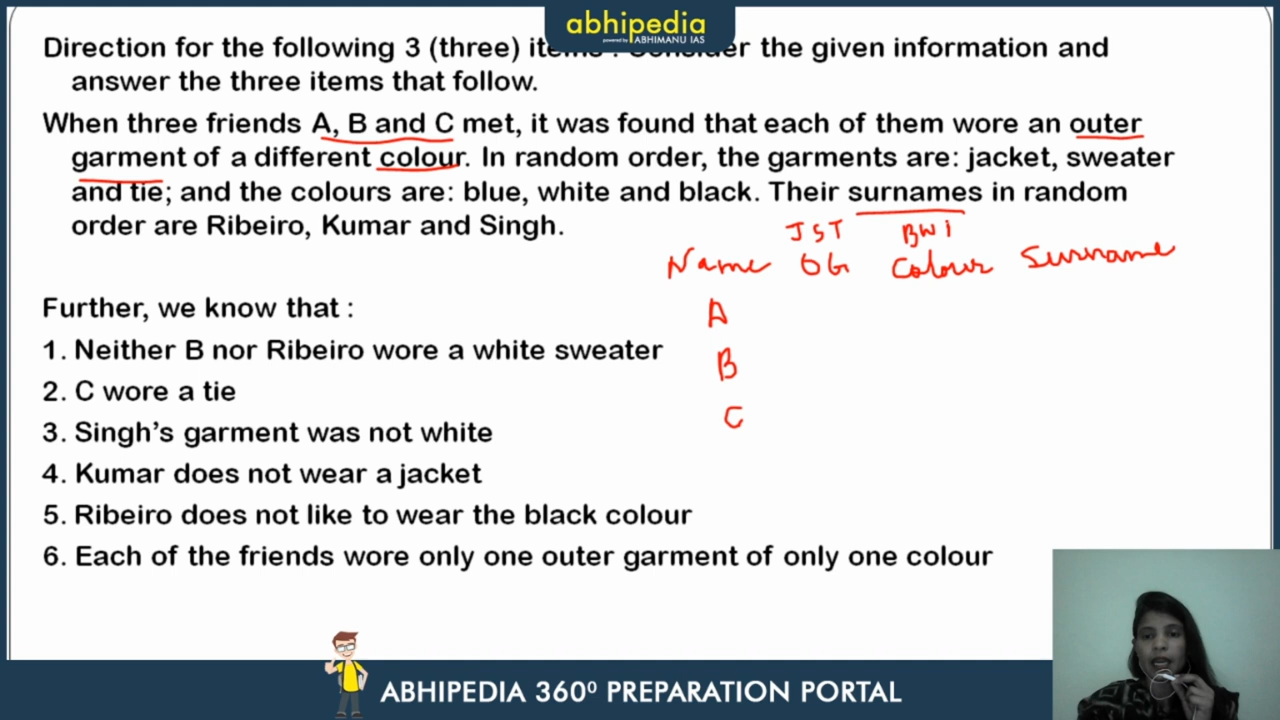 abhipedia
powered by ABHIMANU IAS
Direction for the following 3 (three) items : Consider the given information and
answer the three items that follow.
When three friends A, B and C met, it was found that each of them wore an outer
garment of a different colour. In random order, the garments are: jacket, sweater
and tie; and the colours are: blue, white and black. Their surnames in random
order are Ribeiro, Kumar and Singh.
J S T B W I
Name OG Colour Surname
A
B
C
Further, we know that :
1. Neither B nor Ribeiro wore a white sweater
2. C wore a tie
3. Singh's garment was not white
4. Kumar does not wear a jacket
5. Ribeiro does not like to wear the black colour
6. Each of the friends wore only one outer garment of only one colour
ABHIPEDIA 360⁰ PREPARATION PORTAL